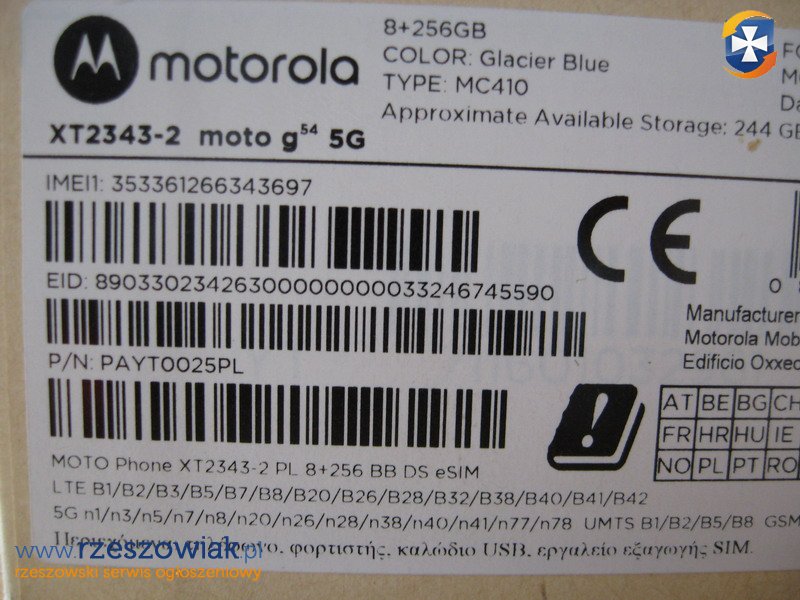 motorola
8+256GB
COLOR: Glacier Blue
TYPE: MC410
Approximate Available Storage: 244 GB
XT2343-2 moto g54 5G
IMEI1: 353361266343697
EID: 89033023426300000000033246745590
P/N: PAYT0025PL
CE
Manufacturer
Motorola
Edificio
AT BE BG CH
FR HR HU IE
NO PL PT RO
MOTO Phone XT2343-2 PL 8+256 BB DS eSIM
LTE B1/B2/B3/B5/B7/B8/B20/B26/B28/B32/B38/B40/B41/B42
5G n1/n3/n5/n7/n8/n20/n26/n28/n38/n40/n41/n77/n78 UMTS B1/B2/B5/B8 GSM
φορτιστής, καλώδιο USB, εργαλείο εξαγωγής SIM.
www.rzeszowiak.pl
rzeszowski serwis ogłoszeniowy